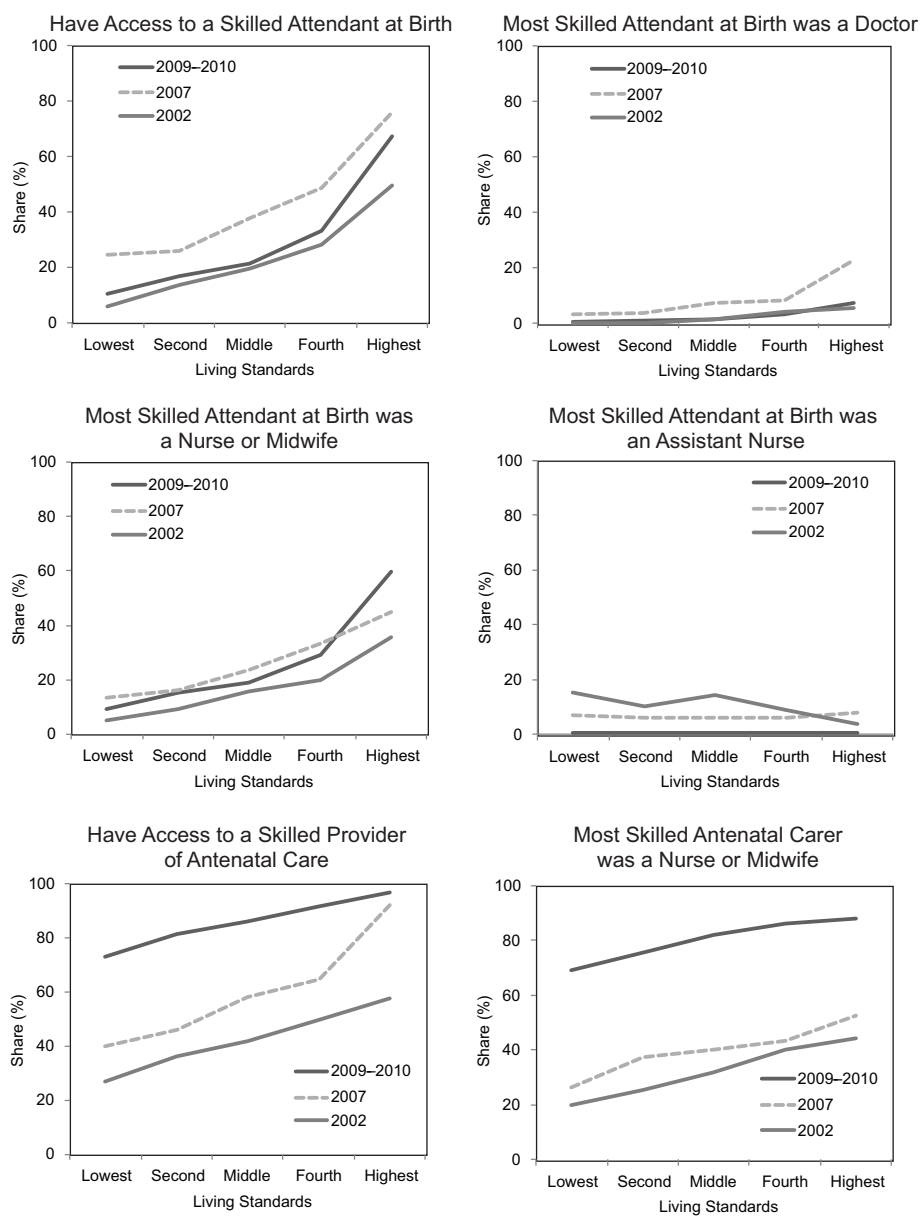 Have Access to a Skilled Attendant at Birth
100
80
60
40
20
0
Share (%)
2009–2010
2007
2002
Lowest Second Middle Fourth Highest
Living Standards
Most Skilled Attendant at Birth was a Doctor
100
80
60
40
20
0
Share (%)
2009–2010
2007
2002
Lowest Second Middle Fourth Highest
Living Standards
Most Skilled Attendant at Birth was
a Nurse or Midwife
100
80
60
40
20
0
Share (%)
2009–2010
2007
2002
Lowest Second Middle Fourth Highest
Living Standards
Most Skilled Attendant at Birth was
an Assistant Nurse
100
80
60
40
20
0
Share (%)
2009–2010
2007
2002
Lowest Second Middle Fourth Highest
Living Standards
Have Access to a Skilled Provider
of Antenatal Care
100
80
60
40
20
0
Share (%)
2009–2010
2007
2002
Lowest Second Middle Fourth Highest
Living Standards
Most Skilled Antenatal Carer
was a Nurse or Midwife
100
80
60
40
20
0
Share (%)
2009–2010
2007
2002
Lowest Second Middle Fourth Highest
Living Standards